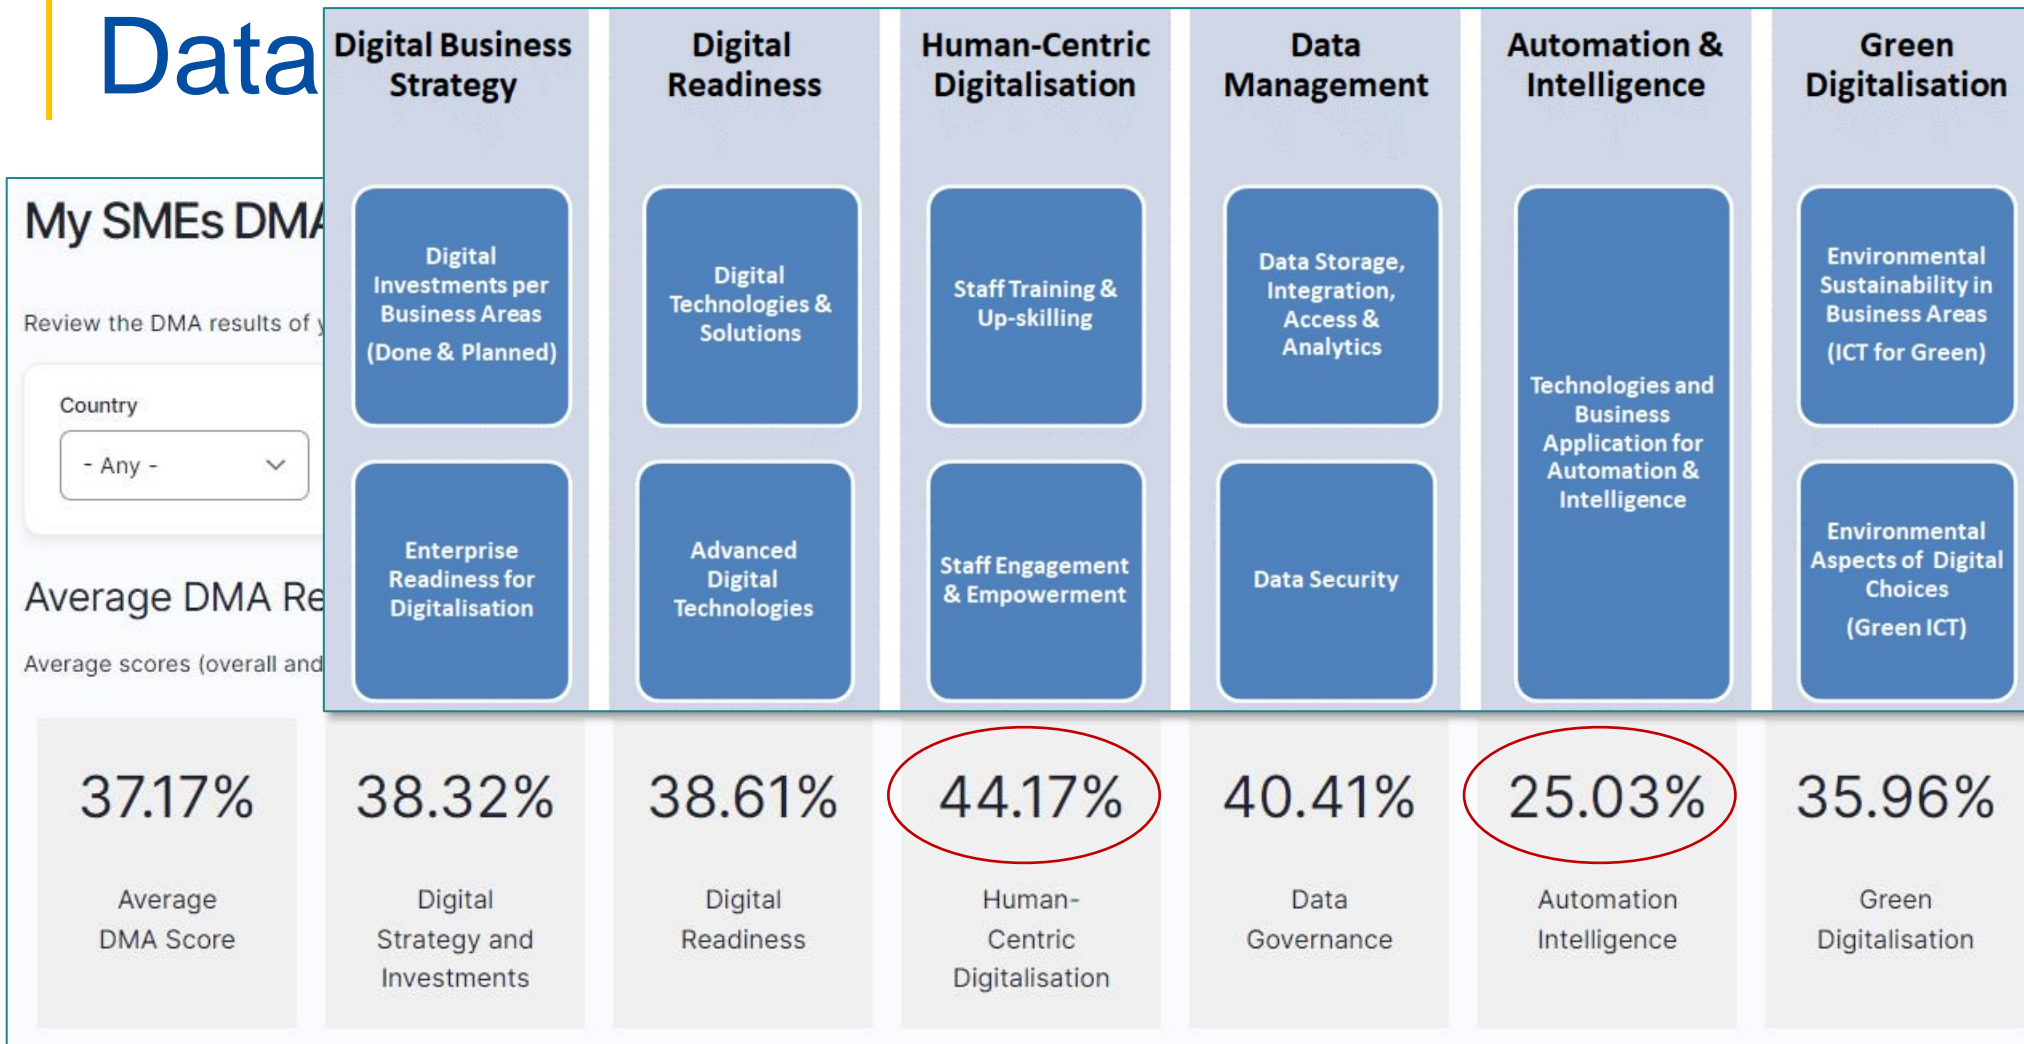 Data
Digital Business
Strategy
Digital
Readiness
Human-Centric
Digitalisation
Data
Management
Automation &
Intelligence
Green
Digitalisation
Digital
Investments per
Business Areas
(Done & Planned)
Digital
Technologies &
Solutions
Staff Training &
Up-skilling
Data Storage,
Integration,
Access &
Analytics
Technologies and
Business
Application for
Automation &
Intelligence
Environmental
Sustainability in
Business Areas
(ICT for Green)
Enterprise
Readiness for
Digitalisation
Advanced
Digital
Technologies
Staff Engagement
& Empowerment
Data Security
Environmental
Aspects of Digital
Choices
(Green ICT)
My SMEs DMA
Review the DMA results of
Country
- Any -
Average DMA Re
Average scores (overall and
37.17%
Average
DMA Score
38.32%
Digital
Strategy and
Investments
38.61%
Digital
Readiness
44.17%
Human-
Centric
Digitalisation
40.41%
Data
Governance
25.03%
Automation
Intelligence
35.96%
Green
Digitalisation